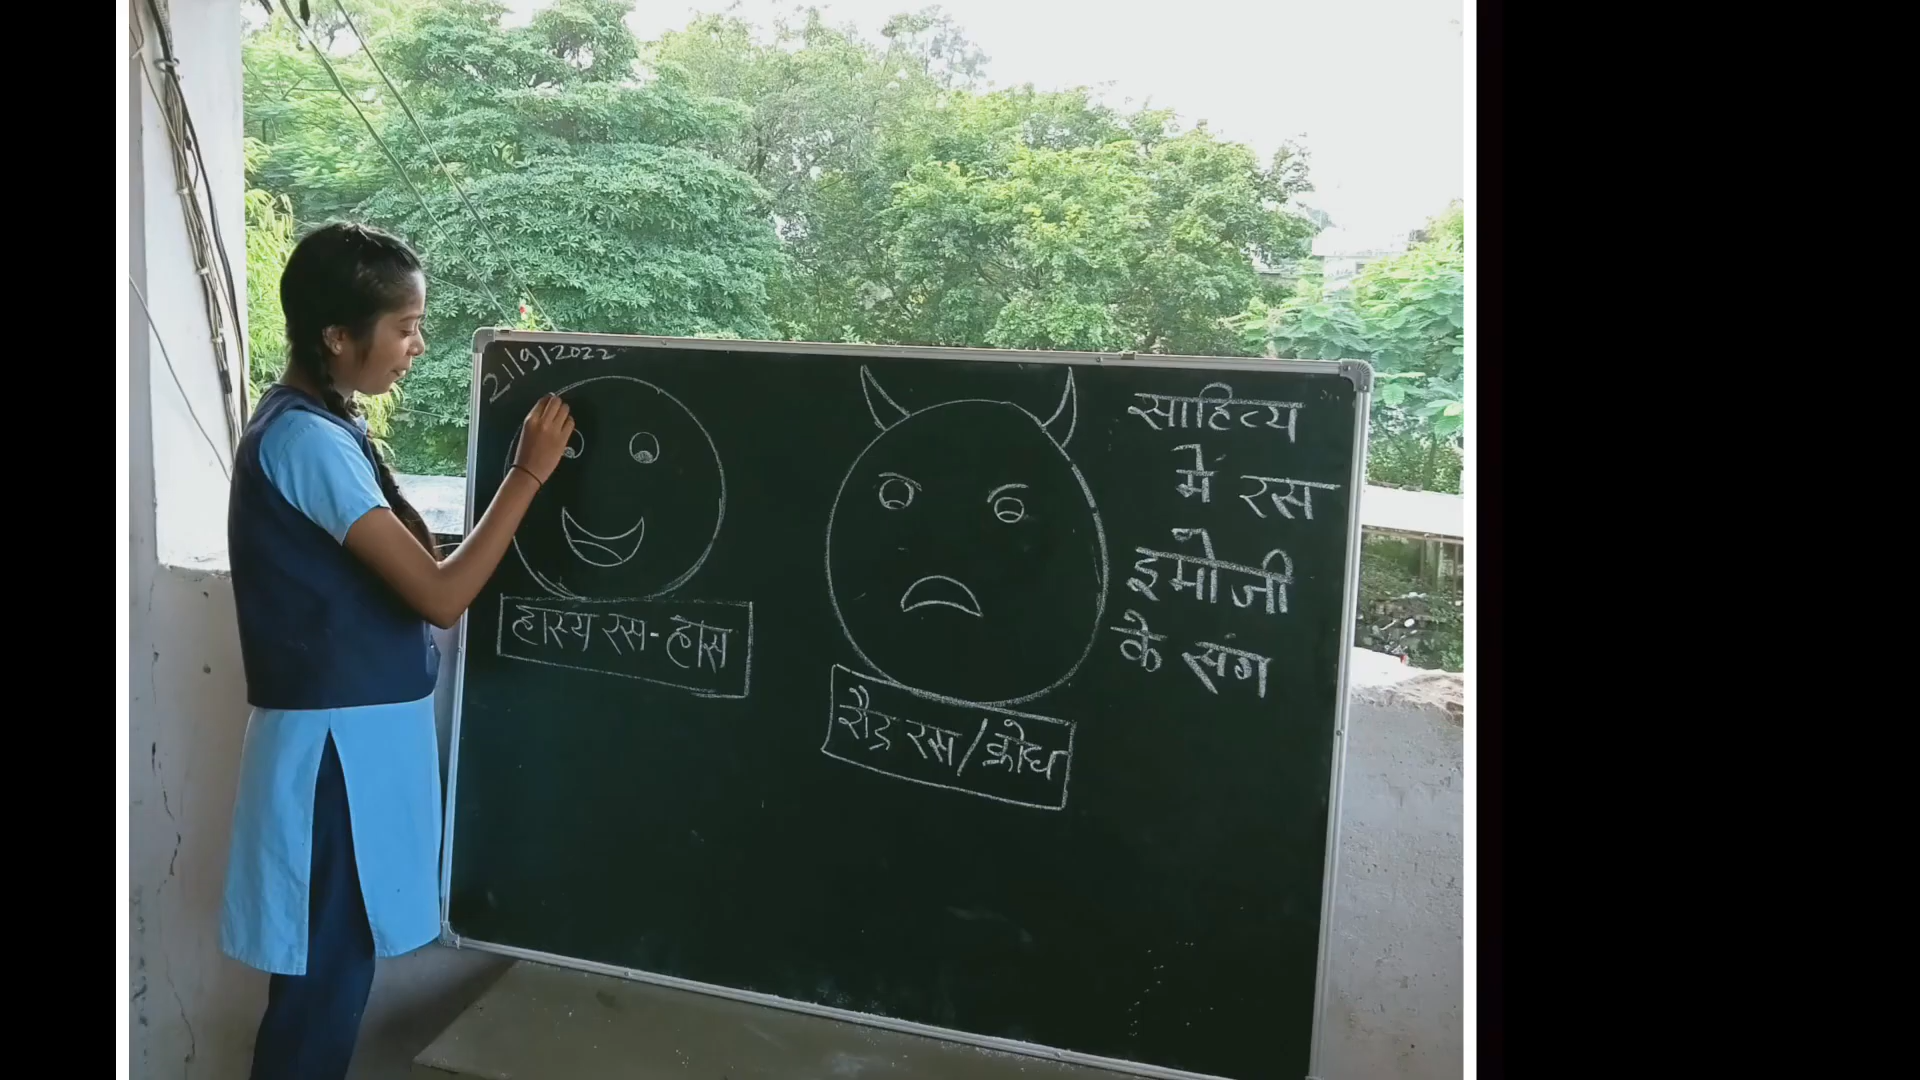 21/9/2022
हास्य रस-हास
रौद्र रस/क्रोध
साहित्य
में रस
इमोजी
के संग